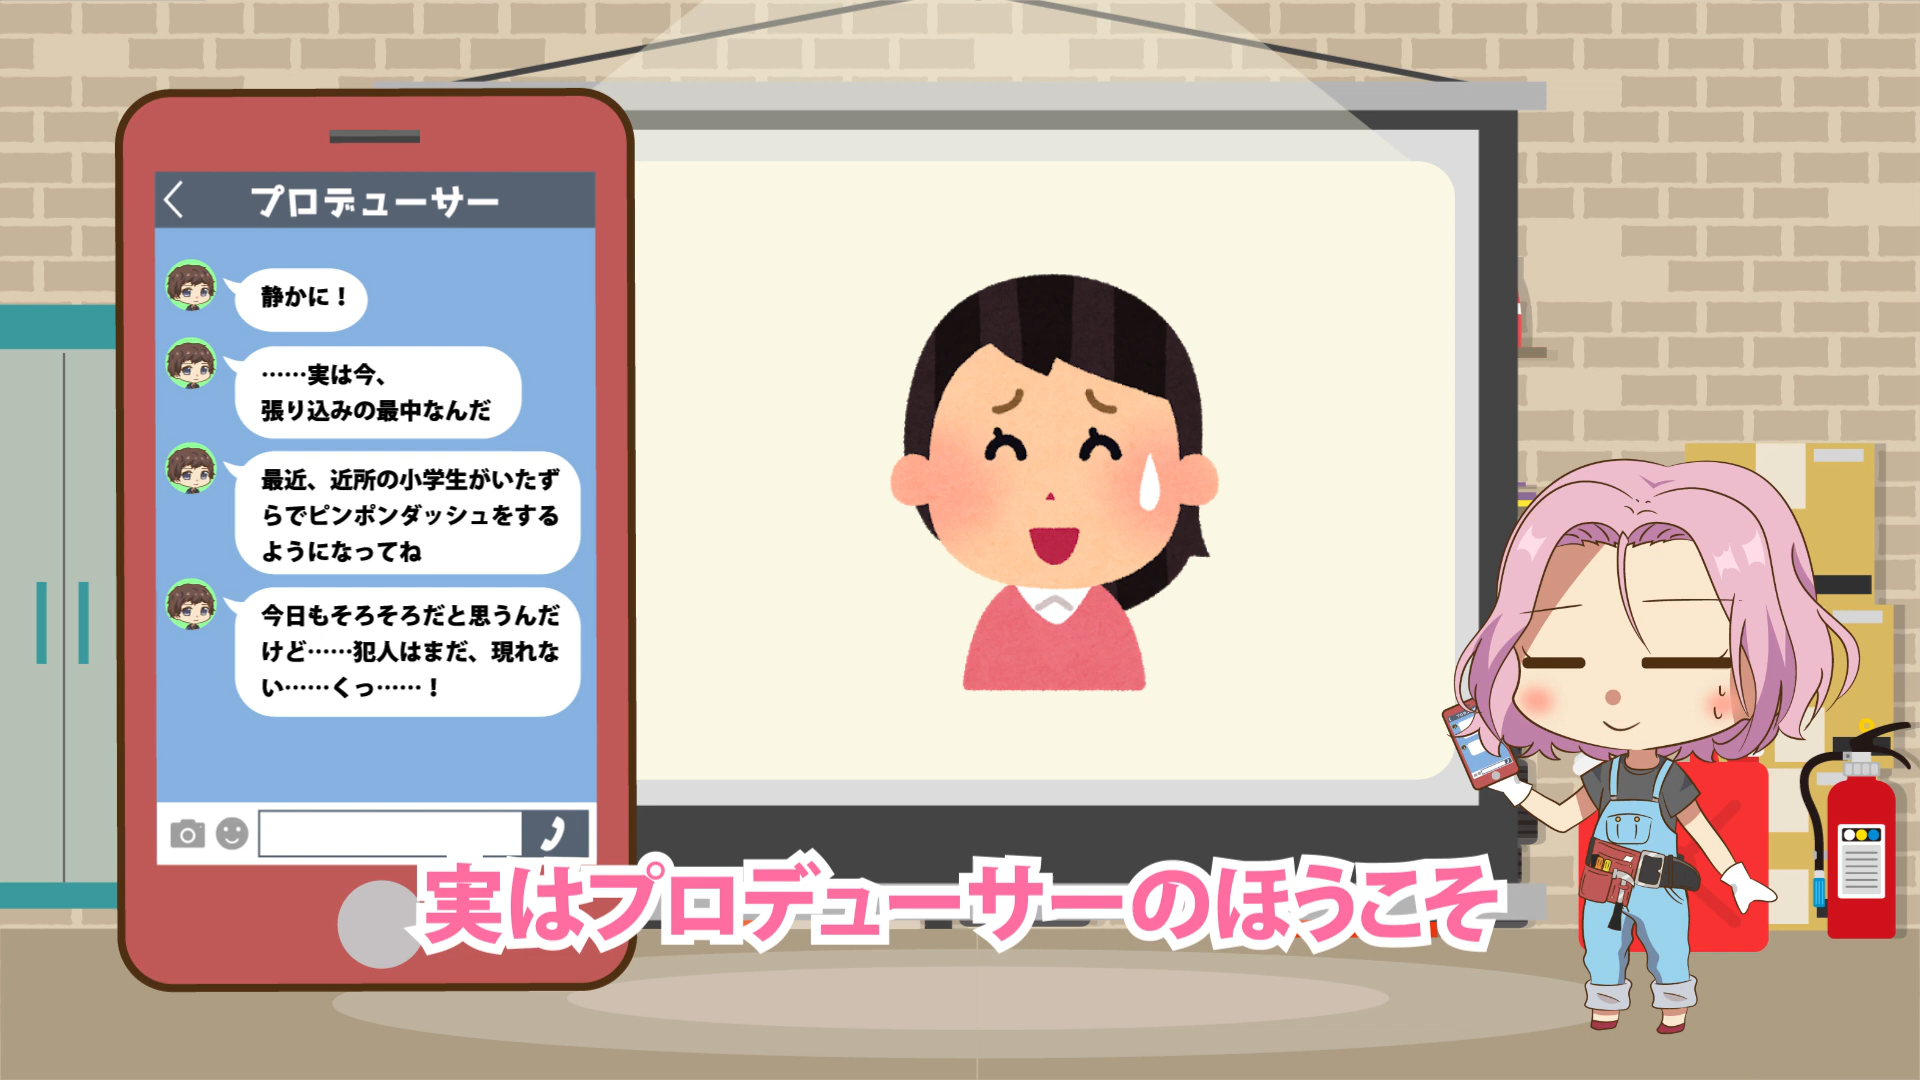 プロデューサー
静かに！
……実は今、
張り込みの最中なんだ
最近、近所の小学生がいたず
らでピンポンダッシュをする
ようになってね
今日もそろそろだと思うんだ
けど……犯人はまだ、現れな
い……くっ……！
実はプロデューサーのほうこそ